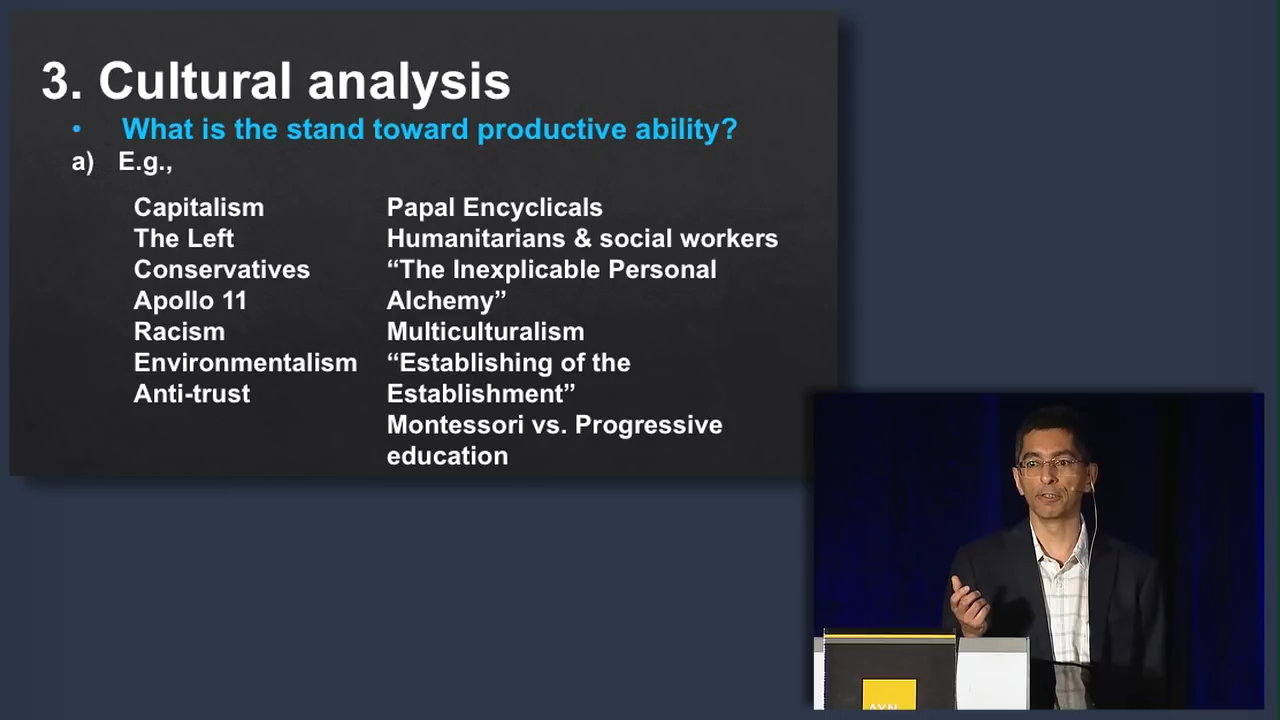 3. Cultural analysis
• What is the stand toward productive ability?
a) E.g.,
Capitalism
The Left
Conservatives
Apollo 11
Racism
Environmentalism
Anti-trust
Papal Encyclicals
Humanitarians & social workers
“The Inexplicable Personal
Alchemy”
Multiculturalism
“Establishing of the
Establishment”
Montessori vs. Progressive
education
AYN